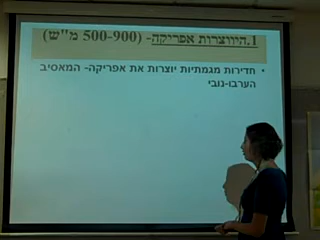 1.היווצרות אפריקה- (500-900 מ"ש)
• חדירות מגמתיות יוצרות את אפריקה- המאסיב
הערבו-נובי